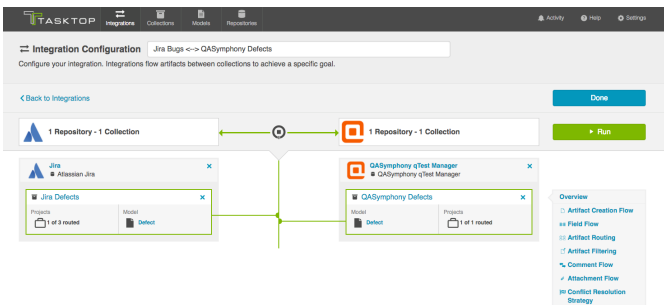 TASKTOP
Integrations Collections Models Repositories
Activity Help Settings
Integration Configuration Jira Bugs <--> QASymphony Defects
Configure your integration. Integrations flow artifacts between collections to achieve a specific goal.
Back to Integrations
Done
1 Repository - 1 Collection
1 Repository - 1 Collection
Run
Jira
Atlassian Jira
QASymphony qTest Manager
QASymphony qTest Manager
Jira Defects
Projects Model
1 of 3 routed Defect
QASymphony Defects
Model Projects
Defect 1 of 1 routed
Overview
Artifact Creation Flow
Field Flow
Artifact Routing
Artifact Filtering
Comment Flow
Attachment Flow
Conflict Resolution
Strategy